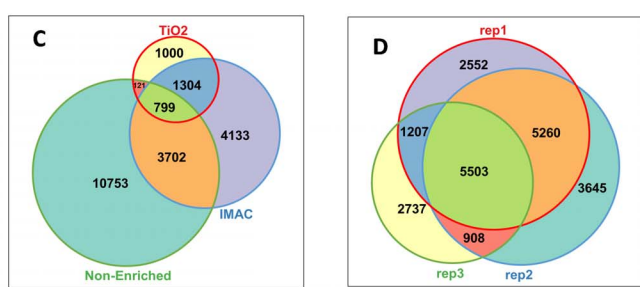 C
TiO2
1000
121
1304
799
4133
3702
10753
IMAC
Non-Enriched
D
rep1
2552
1207
5260
5503
3645
2737
908
rep3
rep2